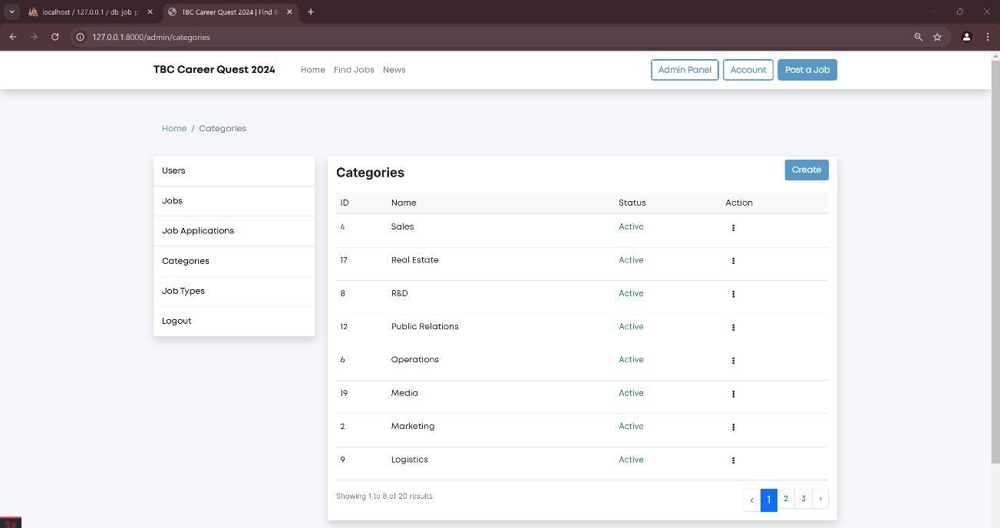 localhost / 127.0.0.1 / db_job_p
TBC Career Quest 2024 | Find B
127.0.0.1:8000/admin/categories
TBC Career Quest 2024 Home Find Jobs News Admin Panel Account Post a Job
Home / Categories
Users
Jobs
Job Applications
Categories
Job Types
Logout
Categories Create
ID Name Status Action
4 Sales Active
17 Real Estate Active
8 R&D Active
12 Public Relations Active
6 Operations Active
19 Media Active
2 Marketing Active
9 Logistics Active
Showing 1 to 8 of 20 results ‹ 1 2 3 ›